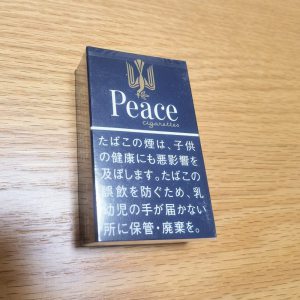 Peace
cigarettes
たばこの煙は、子供
の健康にも悪影響を
及ぼします。たばこの
誤飲を防ぐため、乳
幼児の手が届かない
所に保管・廃棄を。